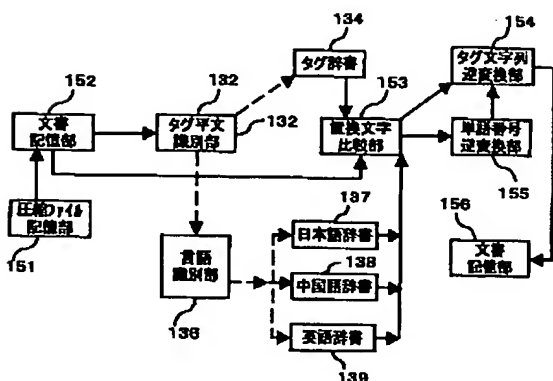 134
154
タグ辞書
タグ文字列
逆変換部
152
132
153
文書
記憶部
タグ平文
識別部
132
置換文字
比較部
単語番号
逆変換部
155
137
156
圧縮ファイル
記憶部
151
日本語辞書
文書
記憶部
言語
識別部
138
中国語辞書
136
英語辞書
139